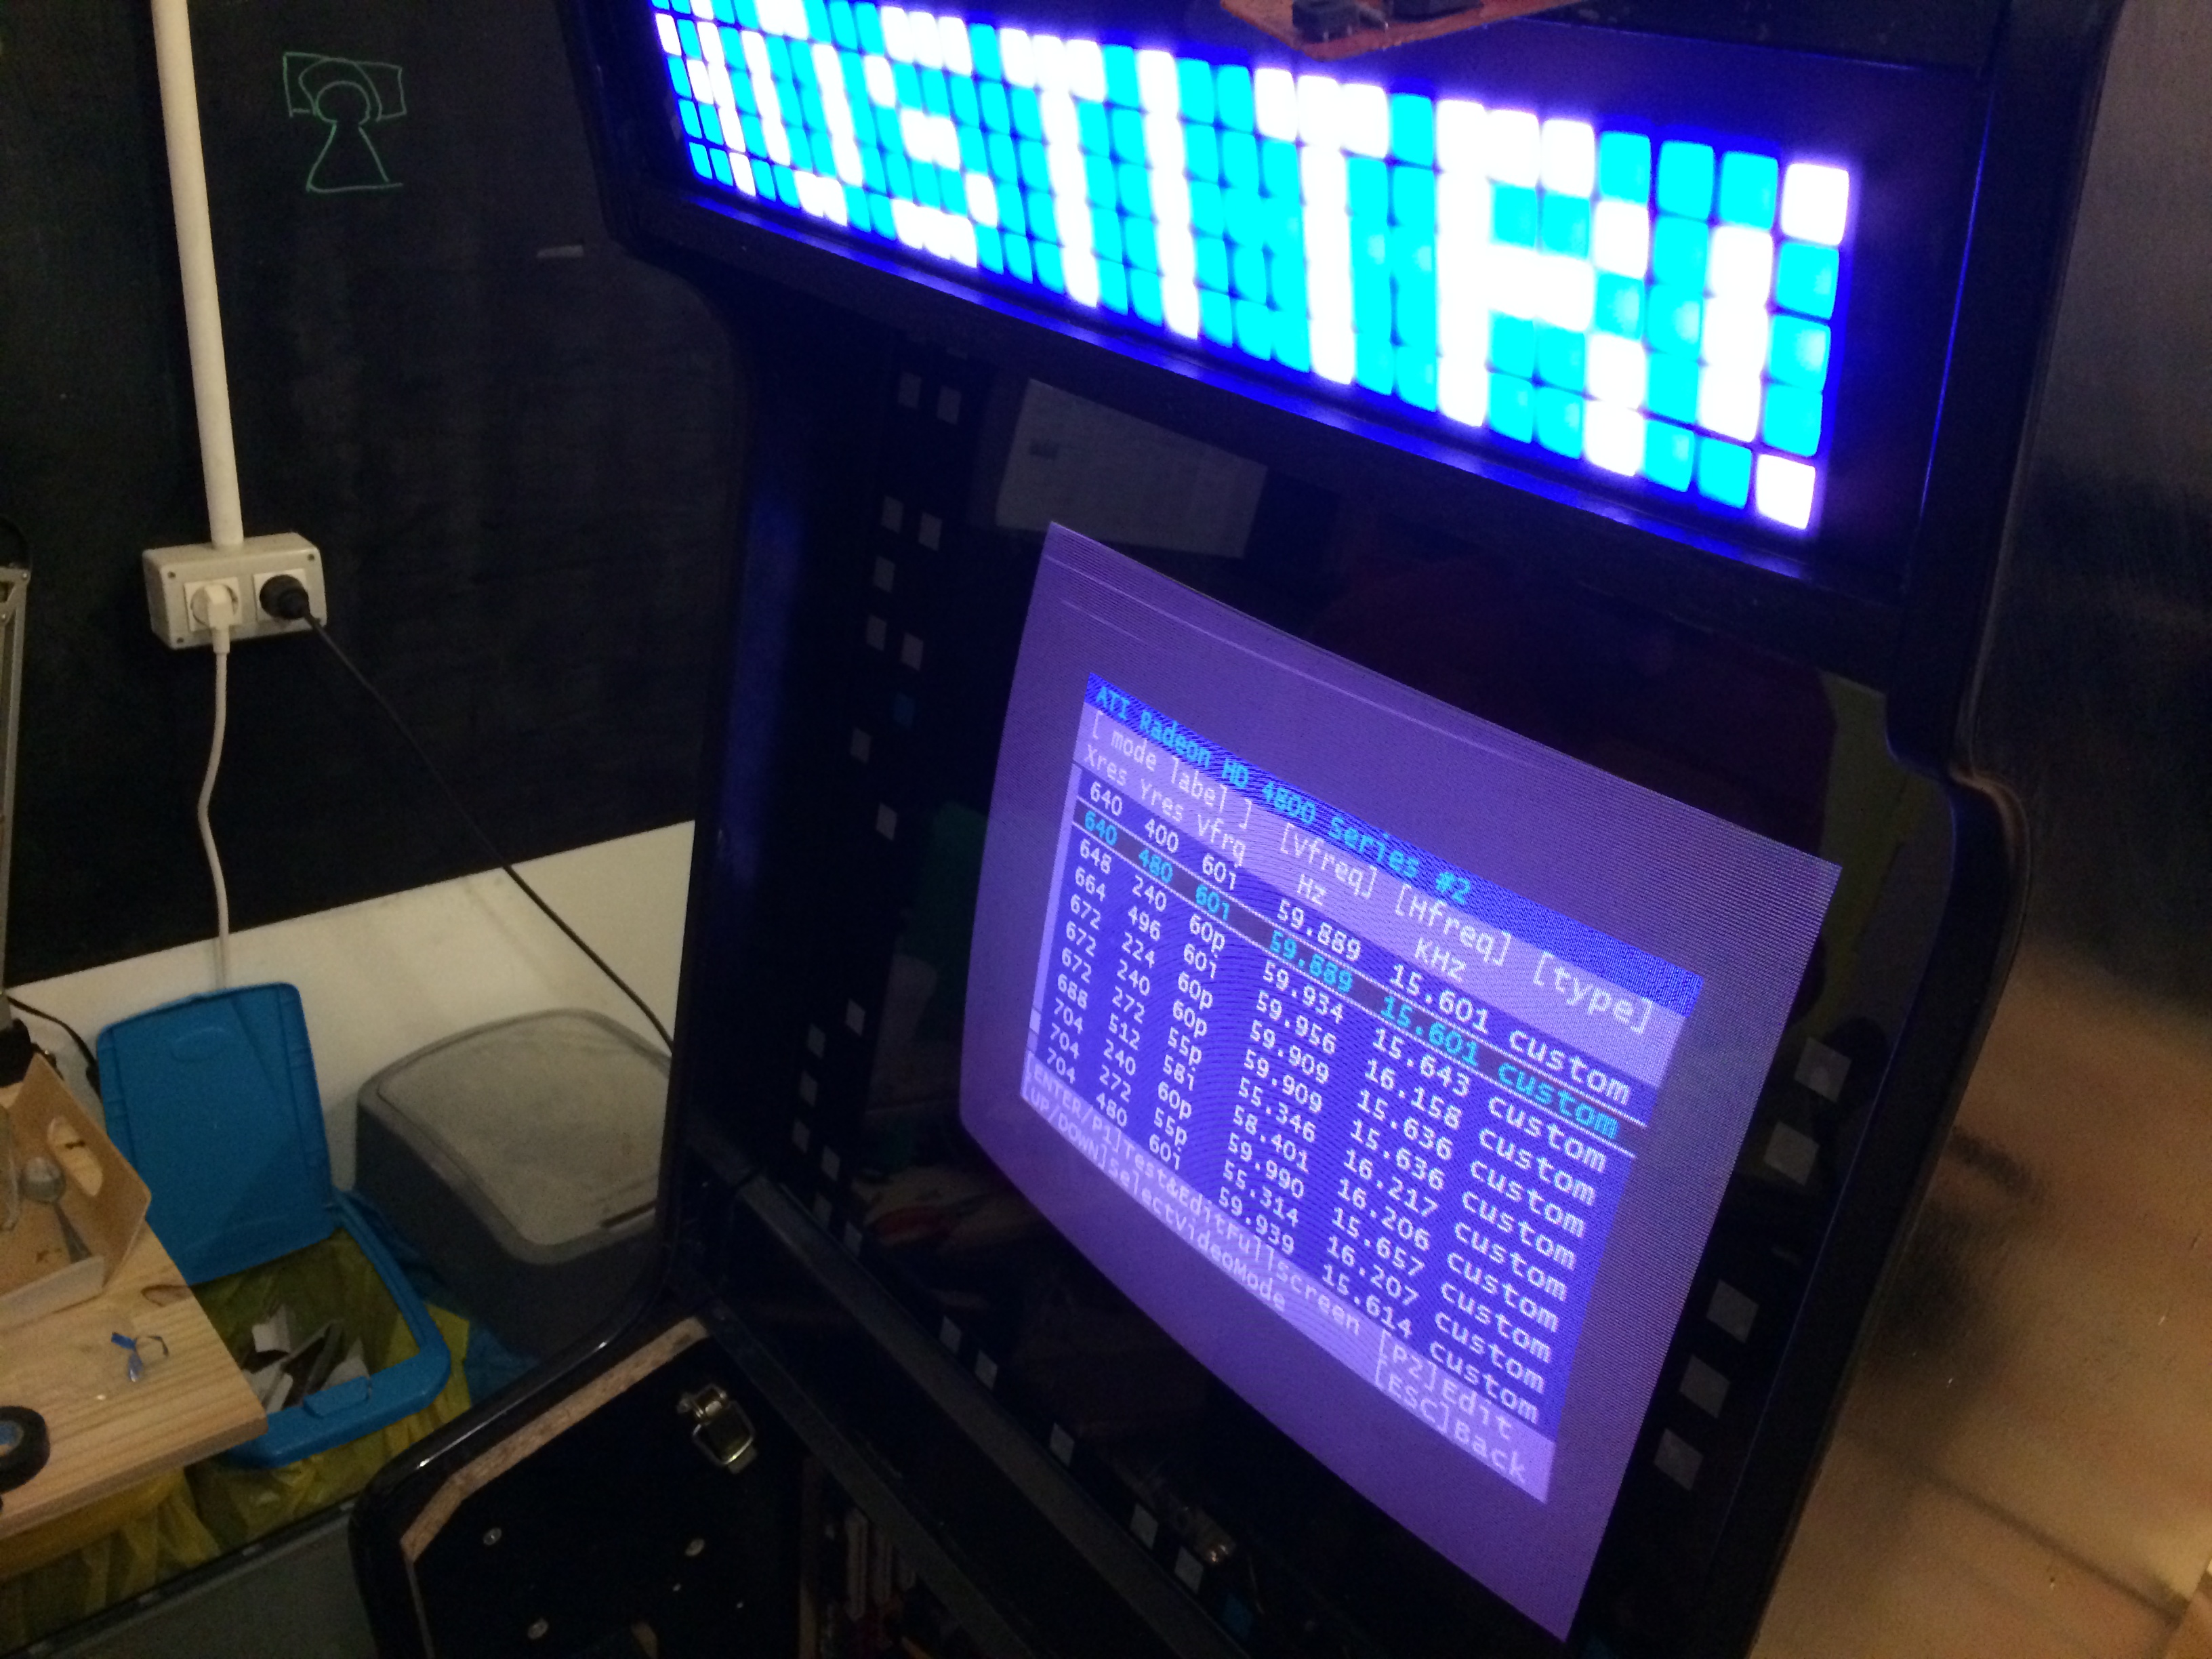 ATI Radeon HD 4800 Series #2
[ mode label ] [Vfreq] [Hfreq] [type]
Xres Yres Vfrq Hz KHz
640 400 60i 59.889 15.601 custom
640 480 60i 59.889 15.601 custom
648 240 60p 59.934 15.643 custom
664 496 60i 59.956 16.158 custom
672 224 60p 59.909 15.636 custom
672 240 60p 59.909 15.636 custom
672 272 55p 55.346 16.217 custom
688 512 58i 58.401 16.206 custom
704 240 60p 59.990 15.657 custom
704 272 55p 55.314 16.207 custom
704 480 60i 59.939 15.614 custom
[ENTER/P1]Test&EditFullScreen [P2]Edit
[UP/DOWN]SelectVideoMode [ESC]Back